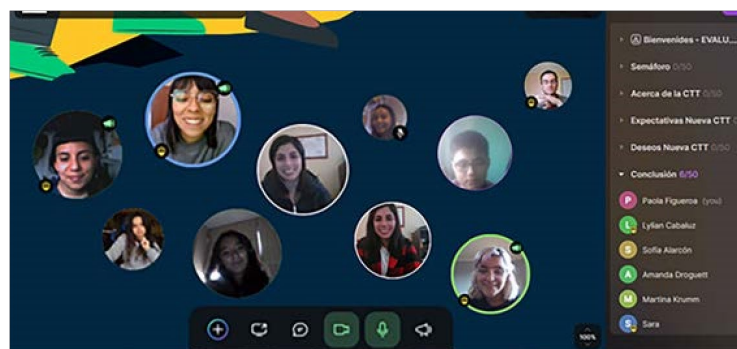 Bienvenides - EVALU...
Semáforo 0/50
Acerca de la CTT 0/50
Expectativas Nueva CTT 0
Deseos Nueva CTT 0/50
Conclusión 6/50
P Paola Figueroa (you)
L Lylian Cabaluz
S Sofía Alarcón
A Amanda Droguett
M Martina Krumm
S Sara
100%